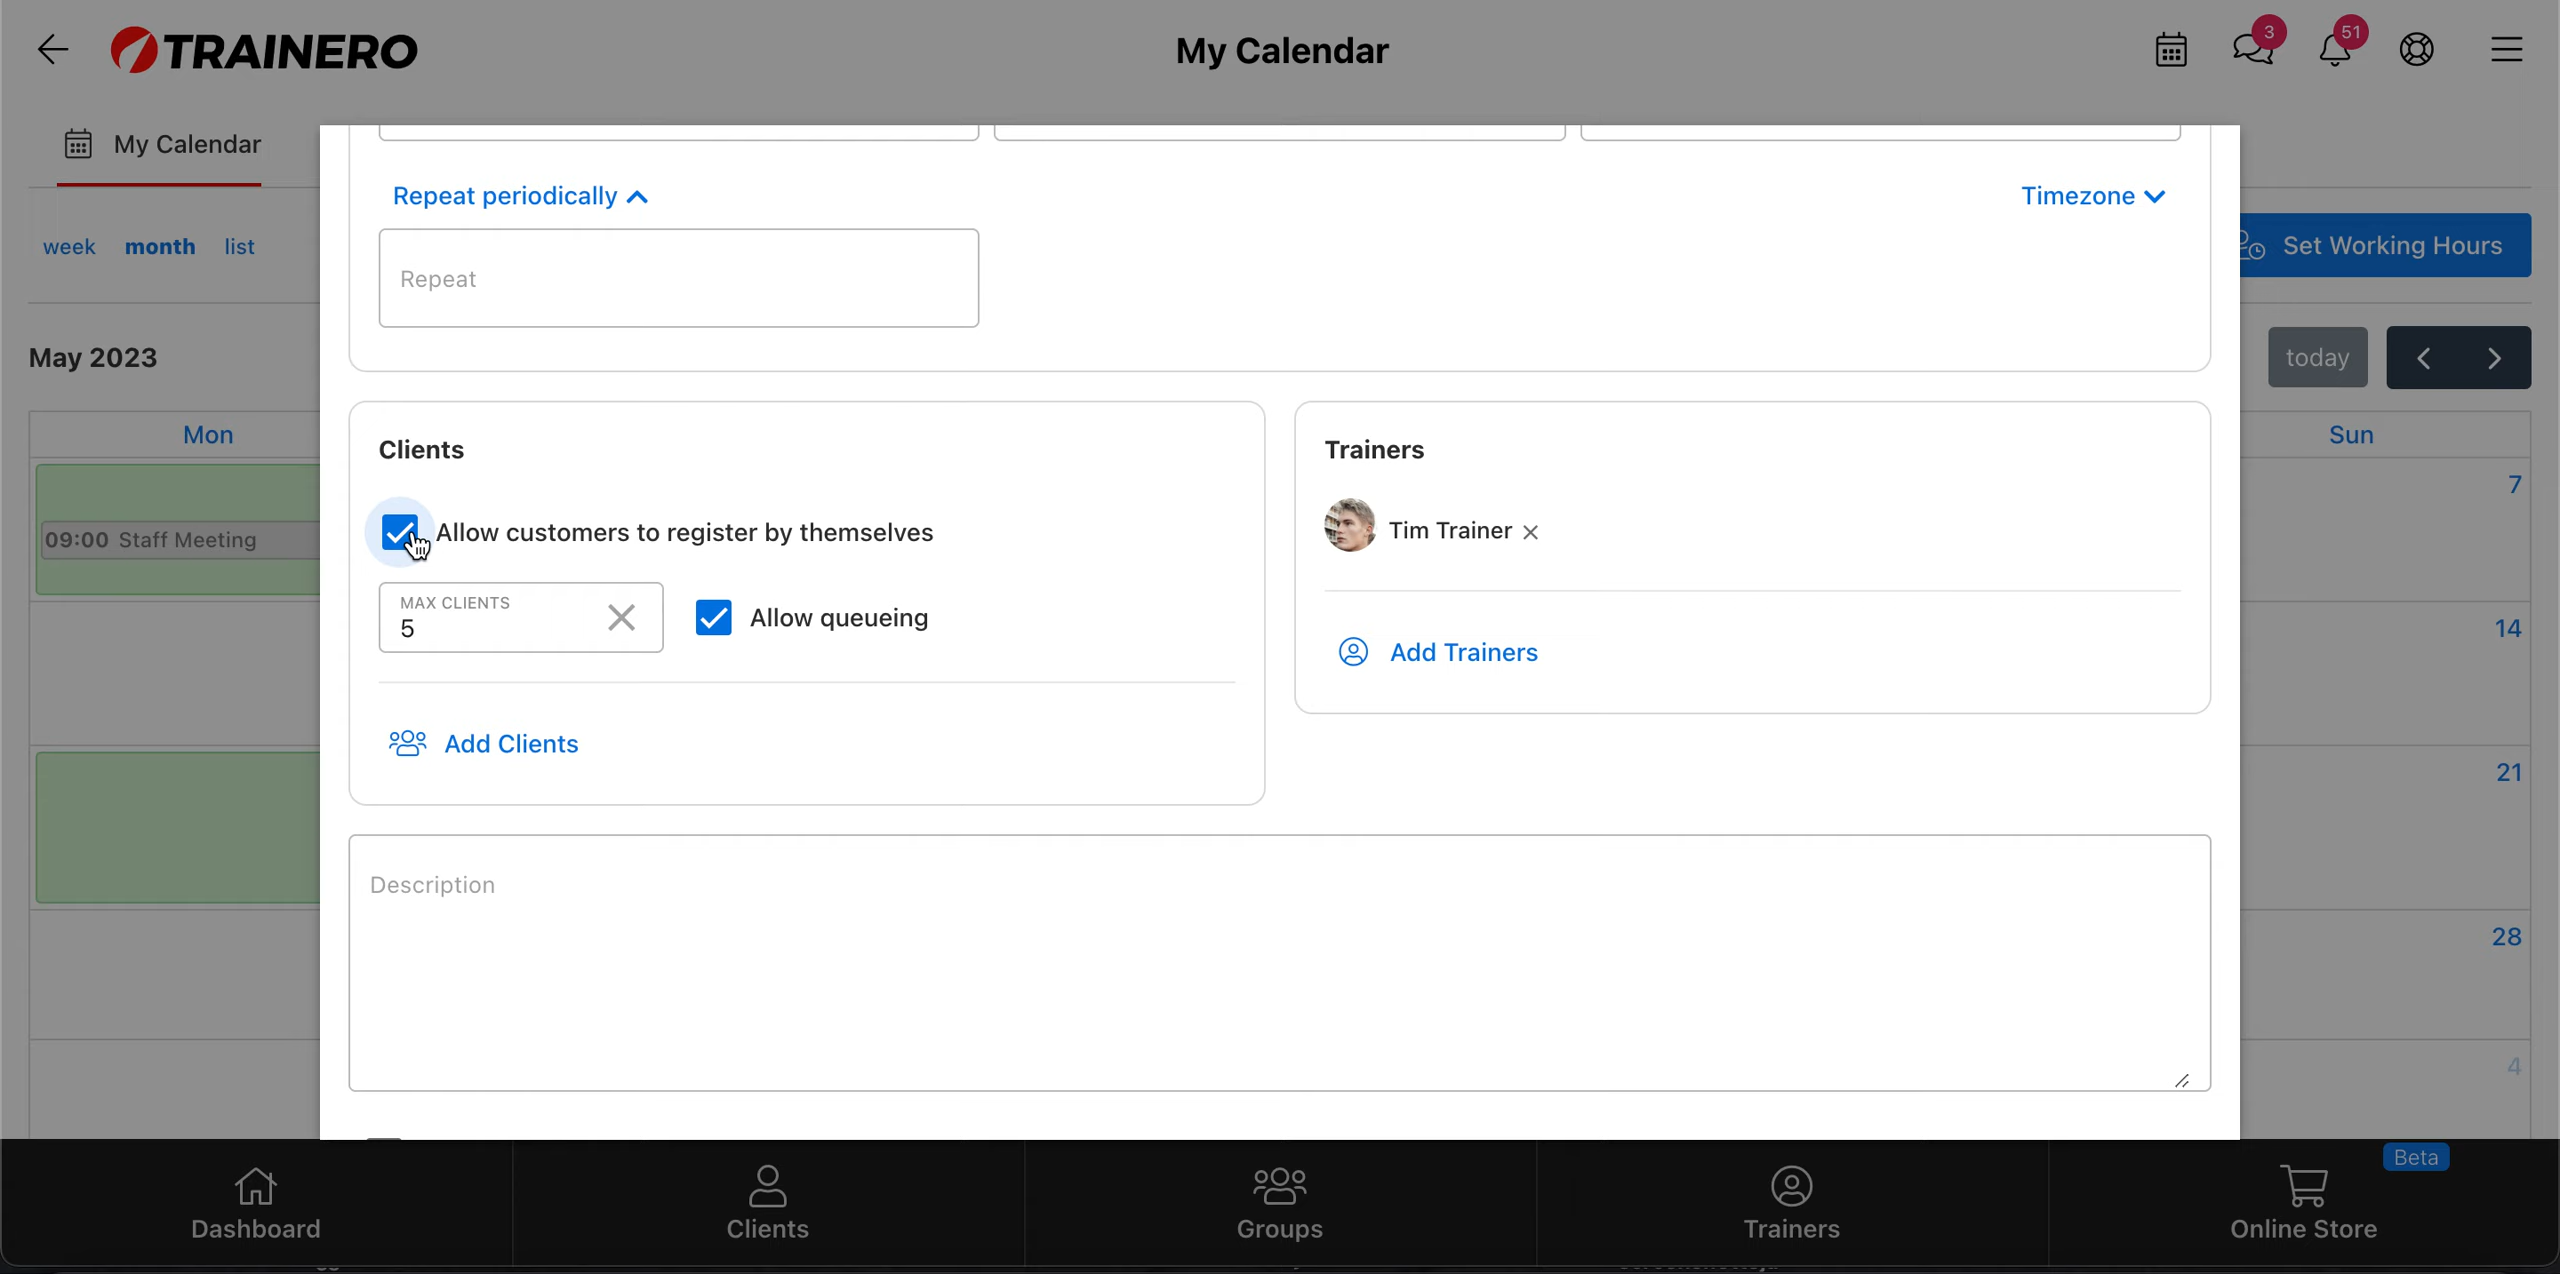 TRAINERO
My Calendar
3
51
My Calendar
week month list
Set Working Hours
Repeat periodically
Timezone
Repeat
May 2023
today
Mon
Sun
7
09:00 Staff Meeting
14
21
28
4
Clients
Allow customers to register by themselves
MAX CLIENTS
5
Allow queueing
Add Clients
Trainers
Tim Trainer
Add Trainers
Description
Dashboard
Clients
Groups
Trainers
Beta
Online Store